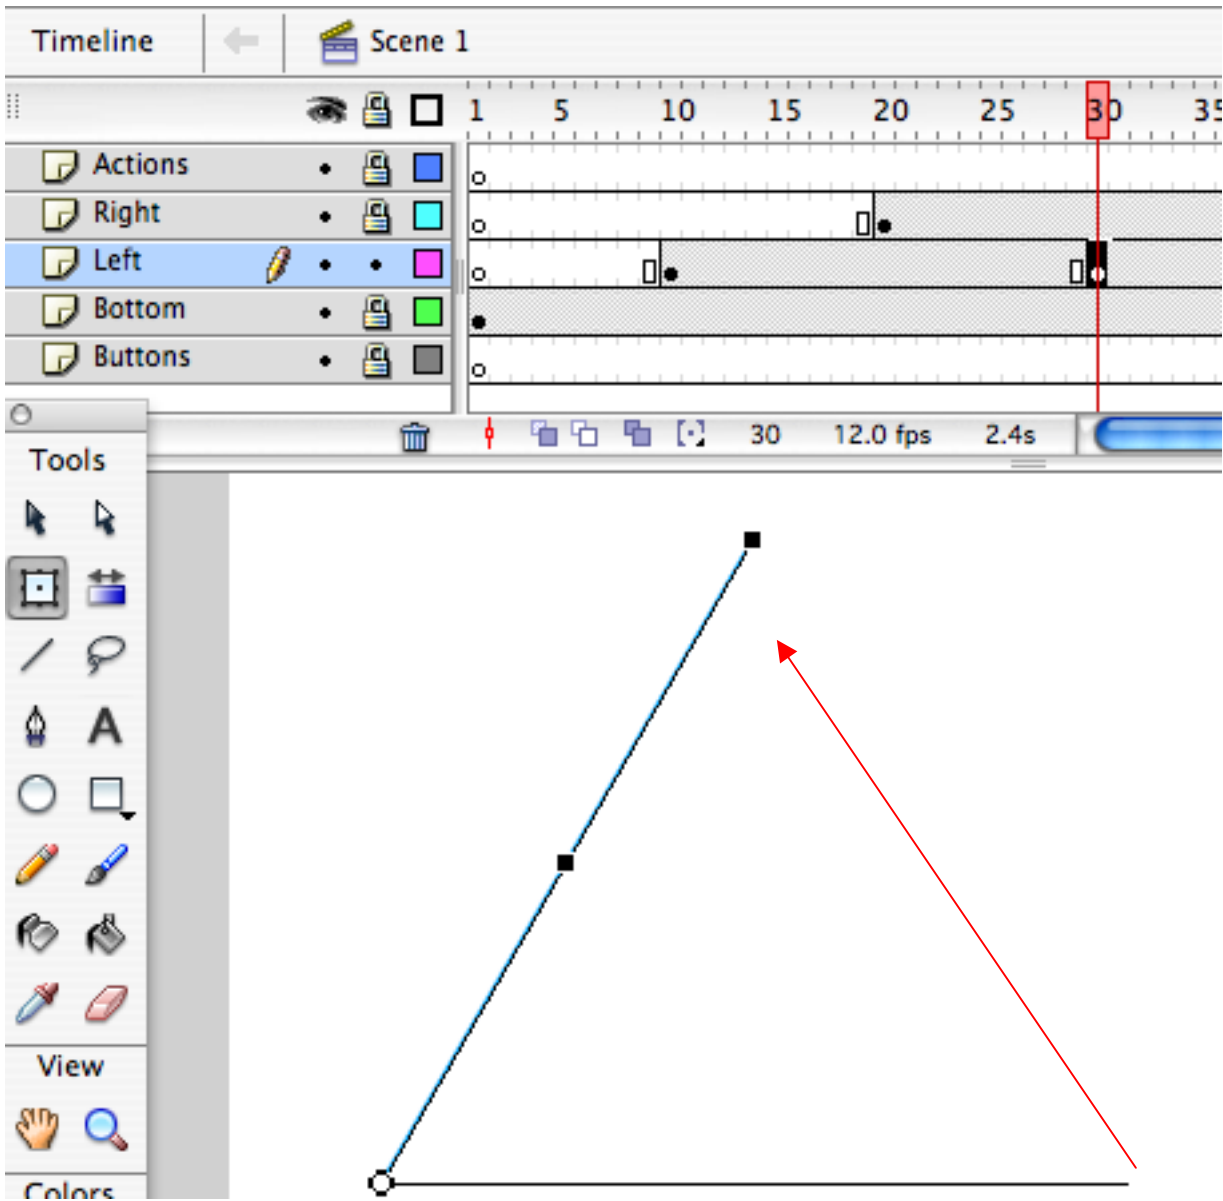 Timeline Scene 1
1 5 10 15 20 25 30 35
Actions
Right
Left
Bottom
Buttons
30 12.0 fps 2.4s
Tools
A
View
Colors